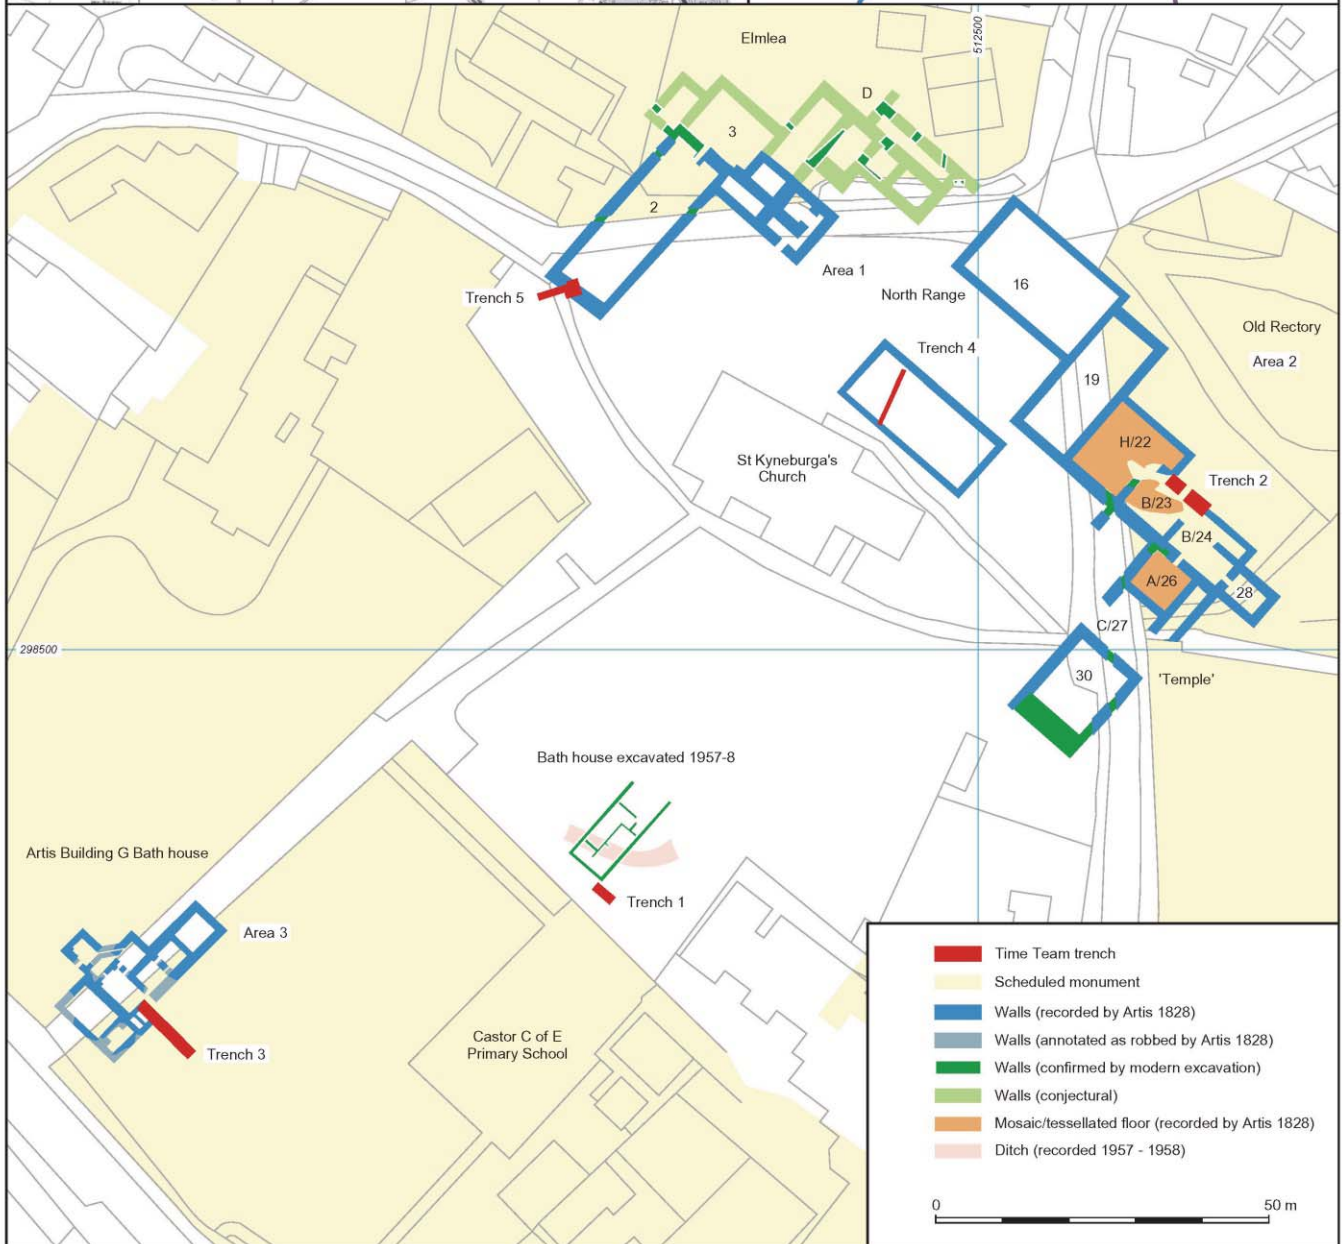 Elmlea
512500
D
3
2
Area 1
16
North Range
Trench 5
Old Rectory
Trench 4
Area 2
19
H/22
St Kyneburga's
Church
Trench 2
B/23
B/24
A/26
28
C/27
298500
30
'Temple'
Bath house excavated 1957-8
Artis Building G Bath house
Trench 1
Area 3
Castor C of E
Primary School
Trench 3
Time Team trench
Scheduled monument
Walls (recorded by Artis 1828)
Walls (annotated as robbed by Artis 1828)
Walls (confirmed by modern excavation)
Walls (conjectural)
Mosaic/tessellated floor (recorded by Artis 1828)
Ditch (recorded 1957 - 1958)
0 50 m